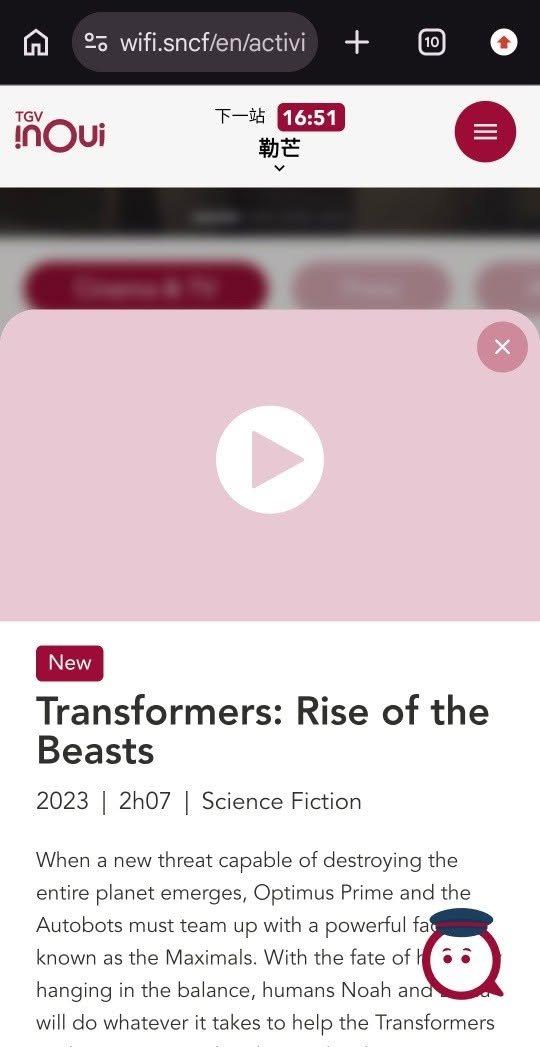 wifi.sncf/en/activi
10
TGV
inOui
下一站 16:51
勒芒
Cinema & TV
New
Transformers: Rise of the
Beasts
2023 | 2h07 | Science Fiction
When a new threat capable of destroying the
entire planet emerges, Optimus Prime and the
Autobots must team up with a powerful
known as the Maximals. With the fate of
hanging in the balance, humans Noah and
will do whatever it takes to help the Transformers